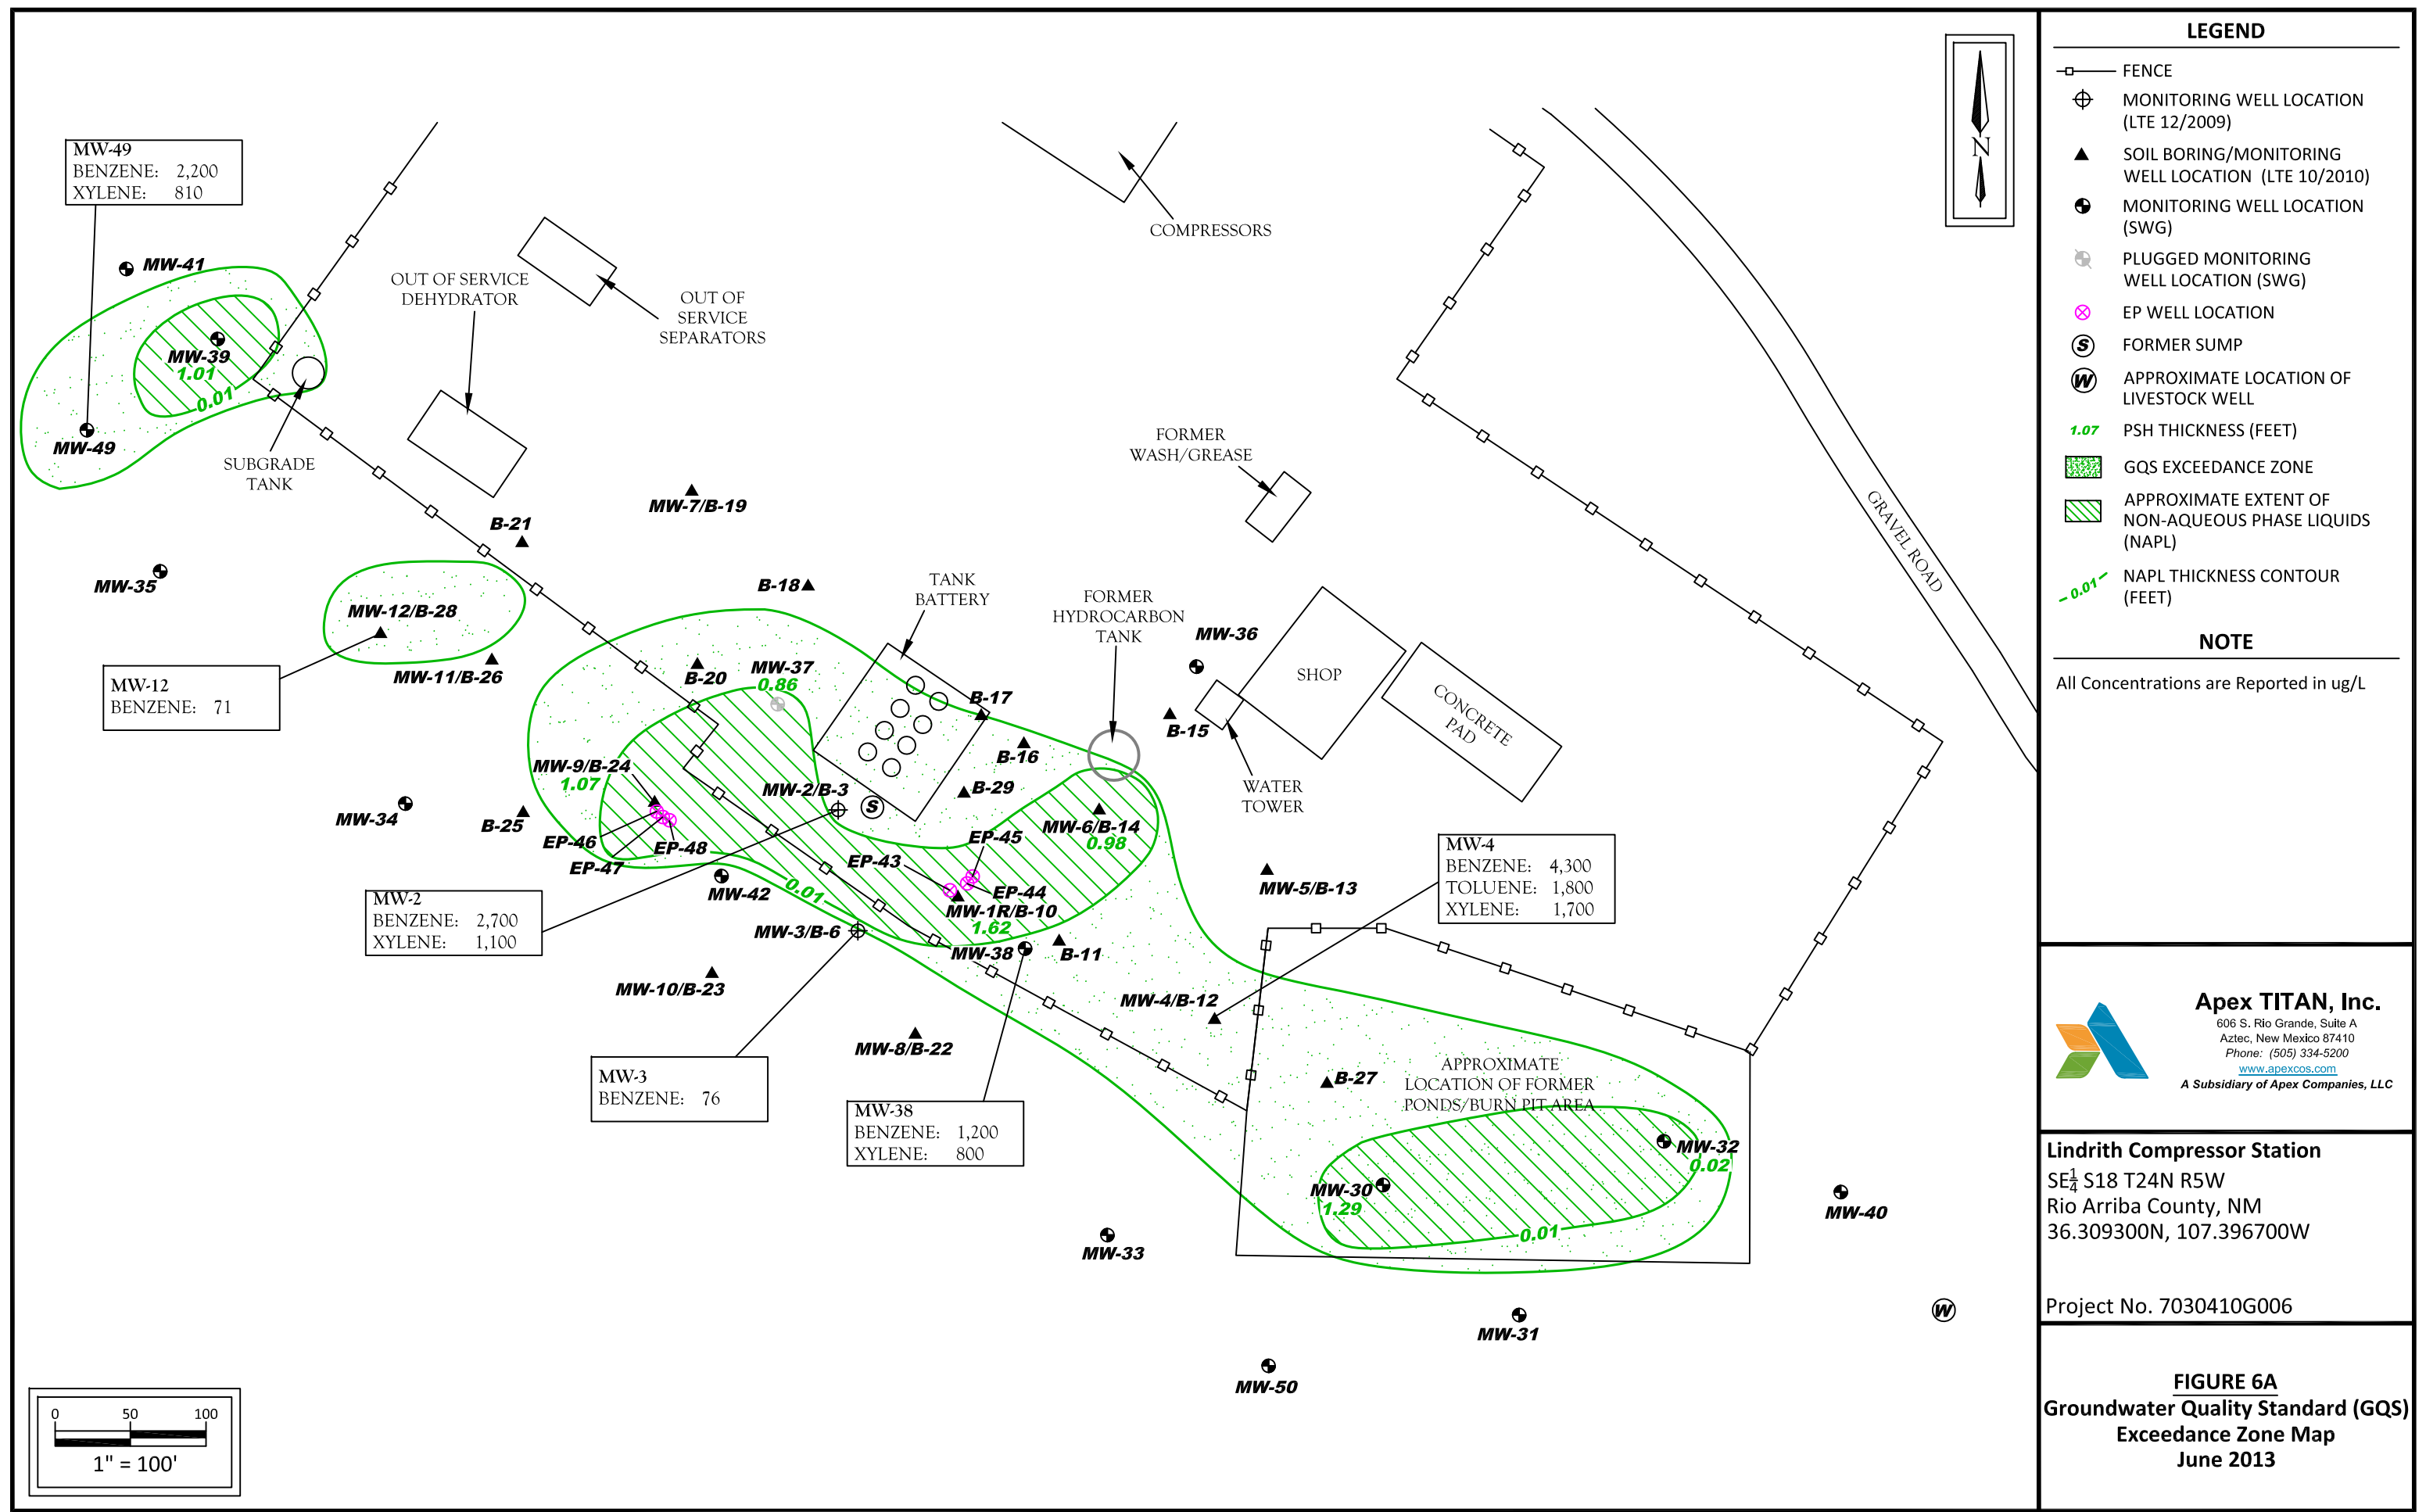 MW-49
BENZENE: 2,200
XYLENE: 810
MW-41
MW-39
1.01
0.01
MW-49
SUBGRADE
TANK
OUT OF SERVICE
DEHYDRATOR
OUT OF
SERVICE
SEPARATORS
COMPRESSORS
N
FORMER
WASH/GREASE
GRAVEL ROAD
MW-7/B-19
B-21
MW-35
MW-12/B-28
MW-11/B-26
MW-12
BENZENE: 71
B-18
TANK
BATTERY
FORMER
HYDROCARBON
TANK
MW-36
SHOP
CONCRETE
PAD
B-20
MW-37
0.86
B-17
B-16
B-15
WATER
TOWER
MW-9/B-24
1.07
MW-2/B-3
S
B-29
MW-34
B-25
EP-46
EP-47
EP-48
MW-6/B-14
0.98
EP-45
EP-43
EP-44
MW-42
0.01
MW-1R/B-10
1.62
MW-5/B-13
MW-4
BENZENE: 4,300
TOLUENE: 1,800
XYLENE: 1,700
MW-2
BENZENE: 2,700
XYLENE: 1,100
MW-3/B-6
MW-38
B-11
MW-10/B-23
MW-4/B-12
MW-8/B-22
MW-3
BENZENE: 76
MW-38
BENZENE: 1,200
XYLENE: 800
B-27
APPROXIMATE
LOCATION OF FORMER
PONDS/BURN PIT AREA
MW-32
0.02
MW-30
1.29
0.01
MW-40
MW-33
MW-31
MW-50
W
0 50 100
1" = 100'
LEGEND
FENCE
MONITORING WELL LOCATION
(LTE 12/2009)
SOIL BORING/MONITORING
WELL LOCATION (LTE 10/2010)
MONITORING WELL LOCATION
(SWG)
PLUGGED MONITORING
WELL LOCATION (SWG)
EP WELL LOCATION
S FORMER SUMP
W APPROXIMATE LOCATION OF
LIVESTOCK WELL
1.07 PSH THICKNESS (FEET)
GQS EXCEEDANCE ZONE
APPROXIMATE EXTENT OF
NON-AQUEOUS PHASE LIQUIDS
(NAPL)
0.01 NAPL THICKNESS CONTOUR
(FEET)
NOTE
All Concentrations are Reported in ug/L
Apex TITAN, Inc.
606 S. Rio Grande, Suite A
Aztec, New Mexico 87410
Phone: (505) 334-5200
www.apexcos.com
A Subsidiary of Apex Companies, LLC
Lindrith Compressor Station
SE¼ S18 T24N R5W
Rio Arriba County, NM
36.309300N, 107.396700W
Project No. 7030410G006
FIGURE 6A
Groundwater Quality Standard (GQS)
Exceedance Zone Map
June 2013